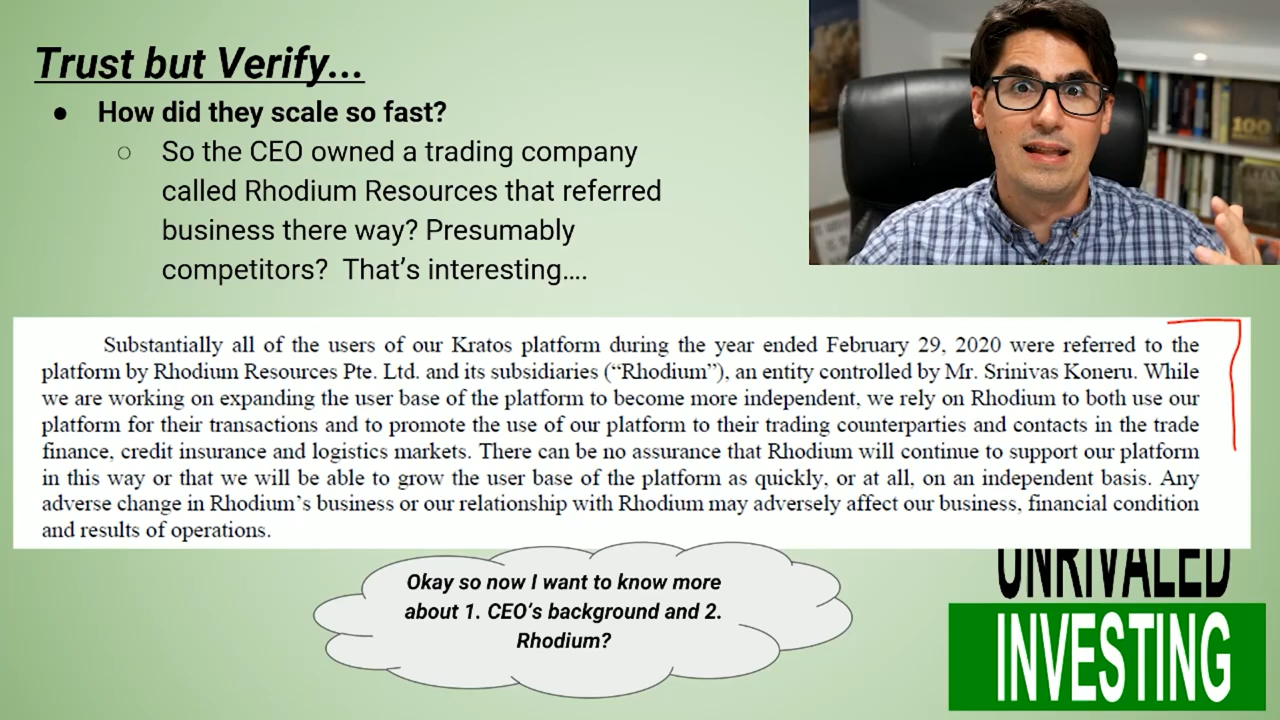 Trust but Verify...
● How did they scale so fast?
○ So the CEO owned a trading company
called Rhodium Resources that referred
business there way? Presumably
competitors? That's interesting....
100
Substantially all of the users of our Kratos platform during the year ended February 29, 2020 were referred to the
platform by Rhodium Resources Pte. Ltd. and its subsidiaries (“Rhodium”), an entity controlled by Mr. Srinivas Koneru. While
we are working on expanding the user base of the platform to become more independent, we rely on Rhodium to both use our
platform for their transactions and to promote the use of our platform to their trading counterparties and contacts in the trade
finance, credit insurance and logistics markets. There can be no assurance that Rhodium will continue to support our platform
in this way or that we will be able to grow the user base of the platform as quickly, or at all, on an independent basis. Any
adverse change in Rhodium's business or our relationship with Rhodium may adversely affect our business, financial condition
and results of operations.
Okay so now I want to know more
about 1. CEO's background and 2.
Rhodium?
UNRIVALED
INVESTING